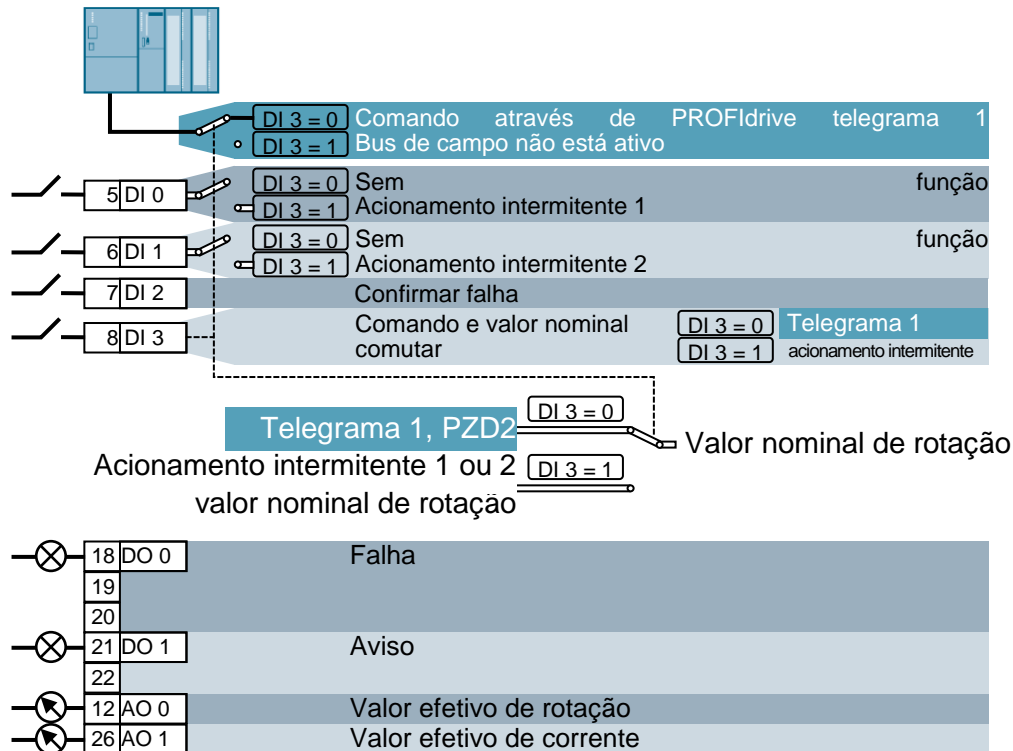 DI 3 = 0 Comando através de PROFIdrive telegrama 1
DI 3 = 1 Bus de campo não está ativo
5 DI 0 DI 3 = 0 Sem função
DI 3 = 1 Acionamento intermitente 1
6 DI 1 DI 3 = 0 Sem função
DI 3 = 1 Acionamento intermitente 2
7 DI 2 Confirmar falha
8 DI 3 Comando e valor nominal DI 3 = 0 Telegrama 1
comutar DI 3 = 1 acionamento intermitente
Telegrama 1, PZD2 DI 3 = 0
Valor nominal de rotação
Acionamento intermitente 1 ou 2 DI 3 = 1
valor nominal de rotação
18 DO 0 Falha
19
20
21 DO 1 Aviso
22
12 AO 0 Valor efetivo de rotação
26 AO 1 Valor efetivo de corrente